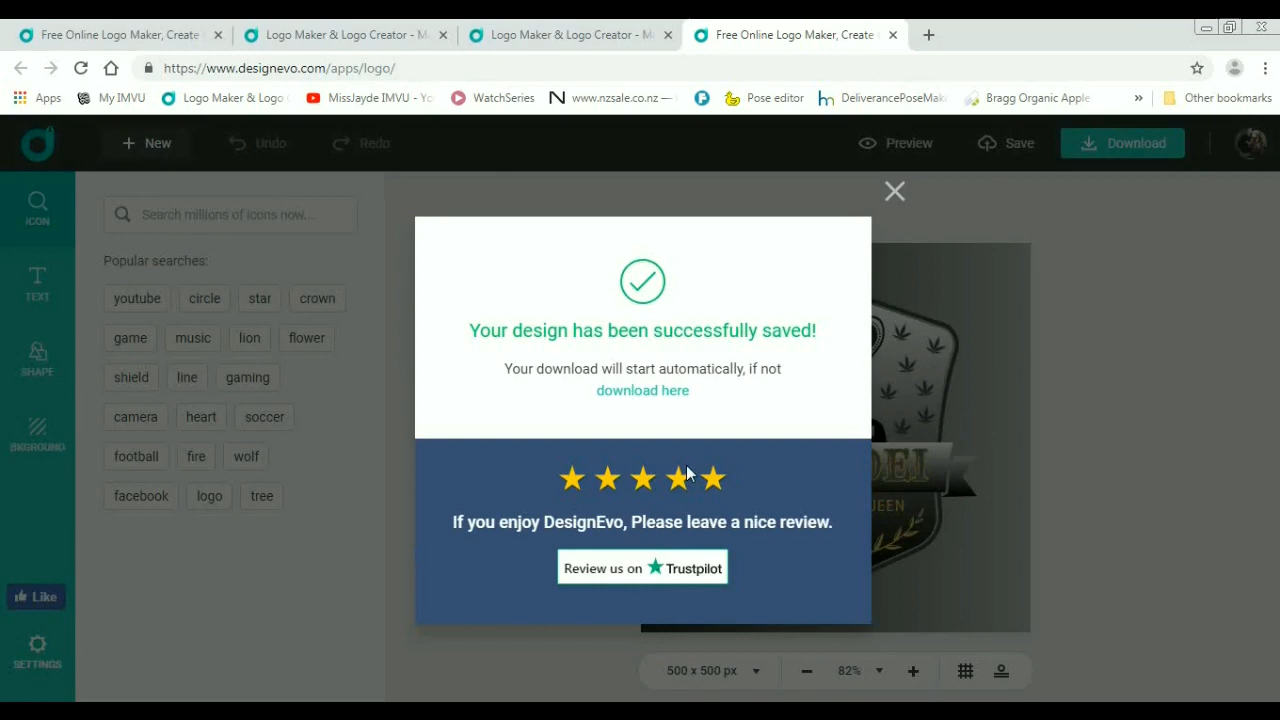 Free Online Logo Maker, Create
Logo Maker & Logo Creator - M
Logo Maker & Logo Creator - M
Free Online Logo Maker, Create
https://www.designevo.com/apps/logo/
Apps
My IMVU
Logo Maker & Logo
MissJayde IMVU - Yo
WatchSeries
www.nzsale.co.nz —
Pose editor
DeliverancePoseMak
Bragg Organic Apple
»
Other bookmarks
New
Undo
Redo
Preview
Save
Download
ICON
TEXT
SHAPE
BKGROUND
Like
SETTINGS
Search millions of icons now...
Popular searches:
youtube circle star crown
game music lion flower
shield line gaming
camera heart soccer
football fire wolf
facebook logo tree
Your design has been successfully saved!
Your download will start automatically, if not
download here
If you enjoy DesignEvo, Please leave a nice review.
Review us on Trustpilot
500 x 500 px
82%